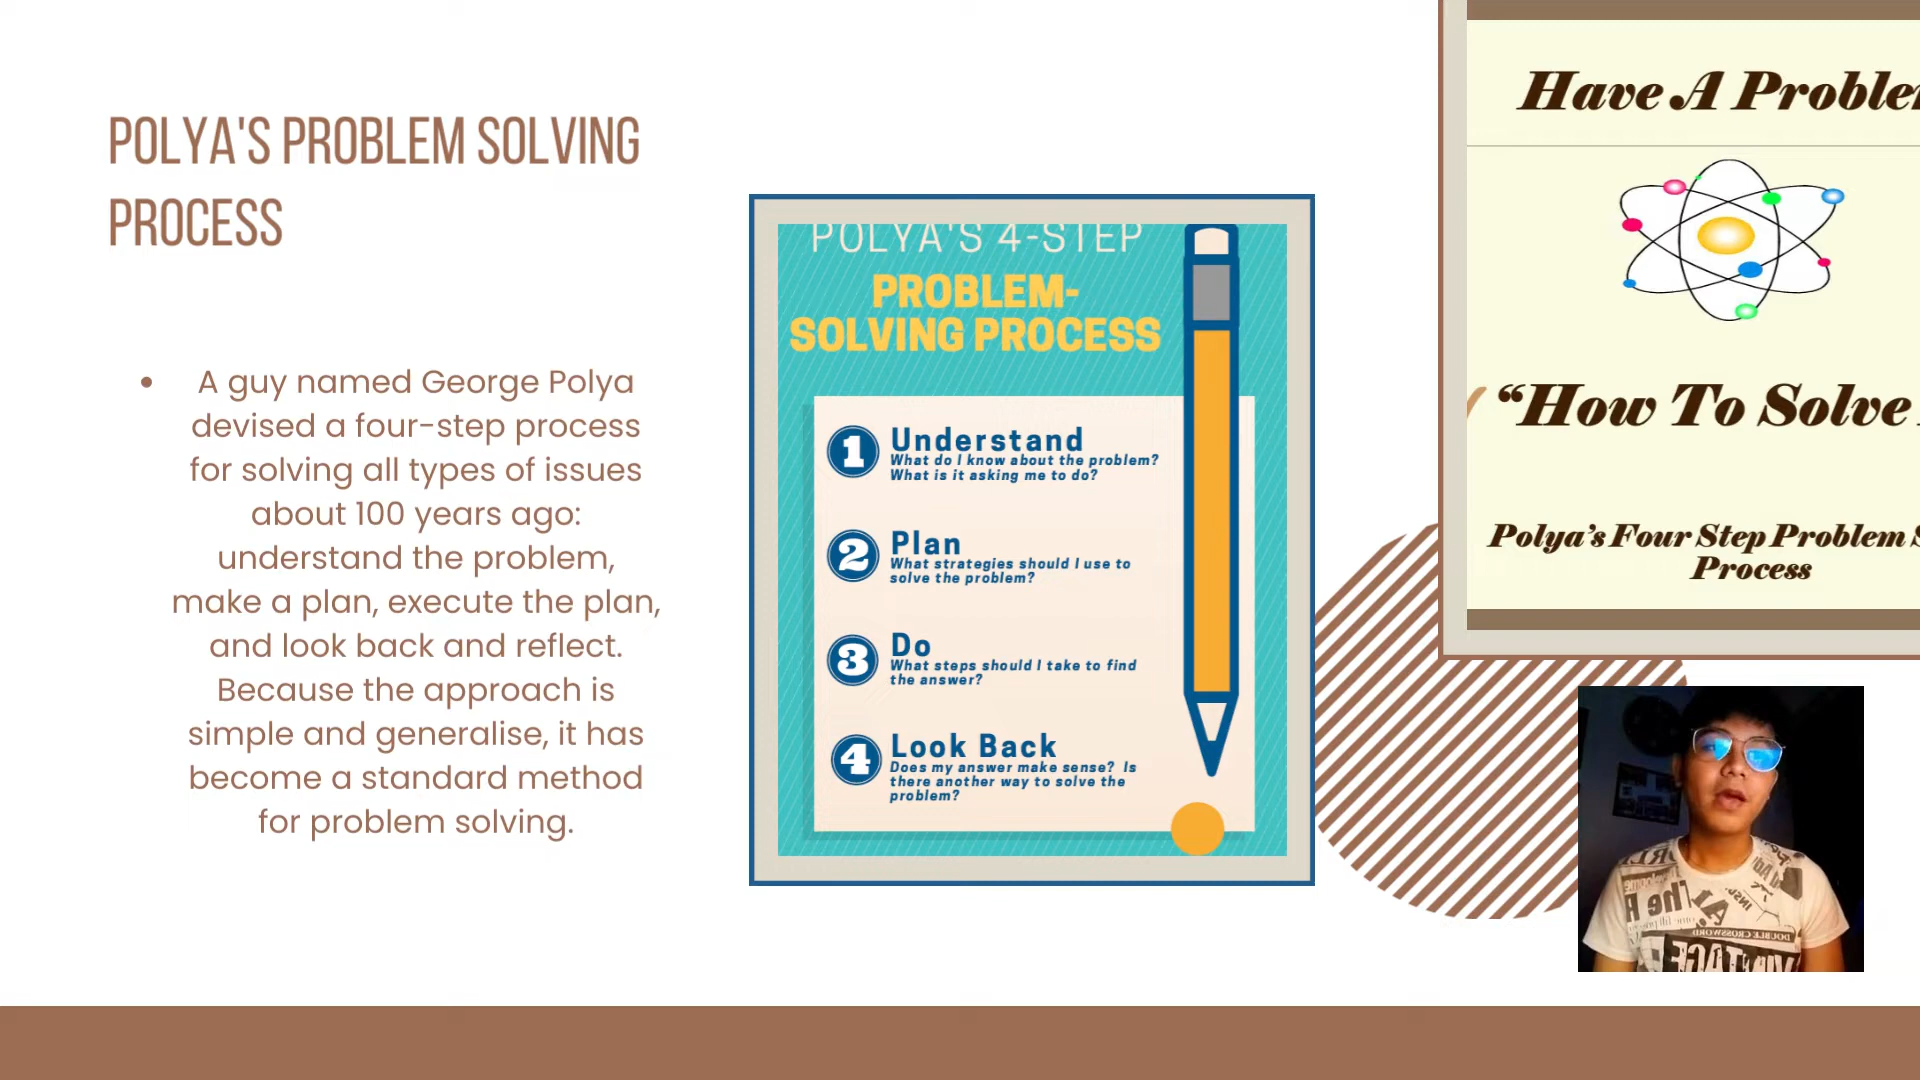 POLYA'S PROBLEM SOLVING
PROCESS
A guy named George Polya
devised a four-step process
for solving all types of issues
about 100 years ago:
understand the problem,
make a plan, execute the plan,
and look back and reflect.
Because the approach is
simple and generalise, it has
become a standard method
for problem solving.
POLYA'S 4-STEP
PROBLEM-
SOLVING PROCESS
1 Understand
What do I know about the problem?
What is it asking me to do?
2 Plan
What strategies should I use to
solve the problem?
3 Do
What steps should I take to find
the answer?
4 Look Back
Does my answer make sense? Is
there another way to solve the
problem?
Have A
“How To Solve
Polya's Four Step Problem
Process
DOUBLE CROSSWORD